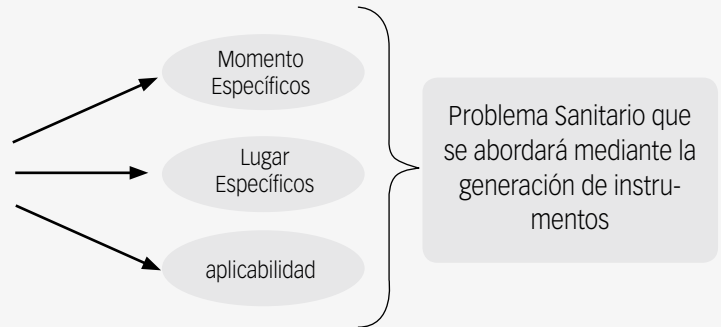 Momento
Específicos
Lugar
Específicos
aplicabilidad
Problema Sanitario que
se abordará mediante la
generación de instru-
mentos